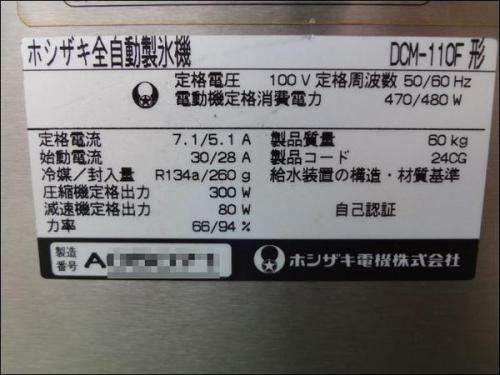 ホシザキ全自動製氷機 DCM-110F 形
定格電圧 100V 定格周波数 50/60 Hz
電動機定格消費電力 470/480 W
定格電流 7.1/5.1 A 製品質量 60 kg
始動電流 30/28 A 製品コード 24CG
冷媒/封入量 R134a/260 g 給水装置の構造・材質基準
圧縮機定格出力 300 W
減速機定格出力 80 W 自己認証
力率 66/94 %
製造番号 A
ホシザキ電機株式会社